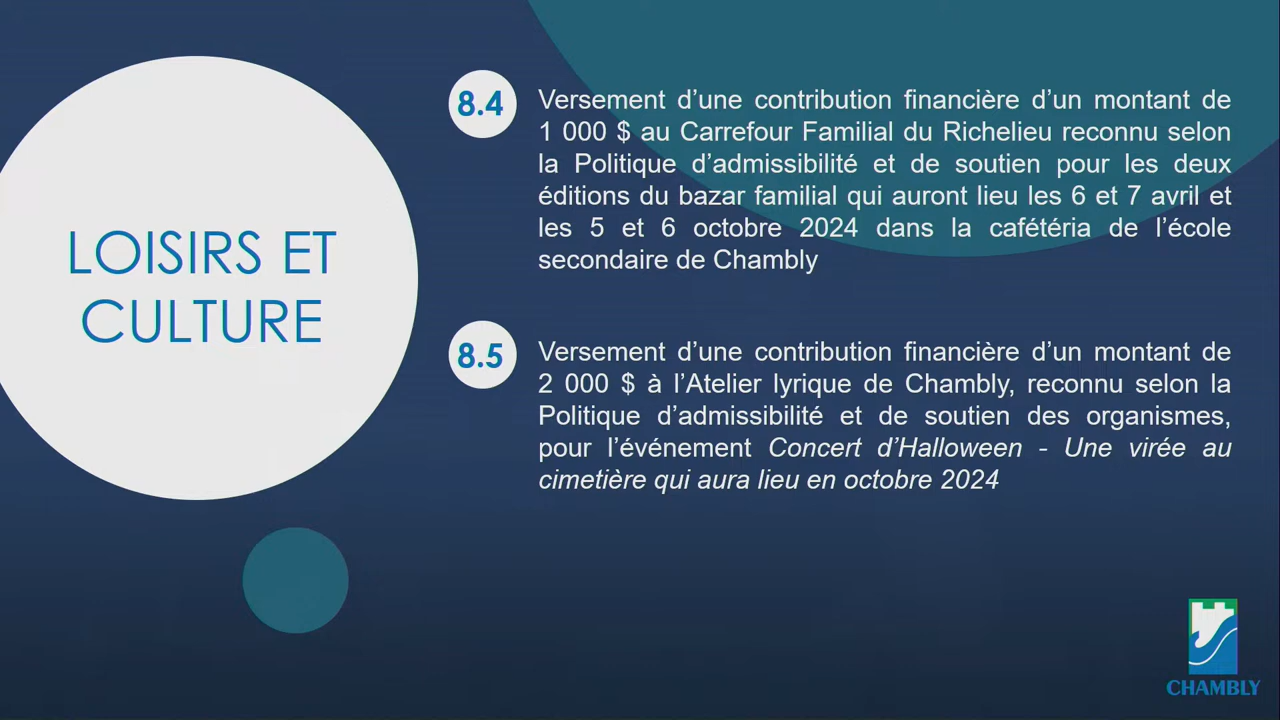 LOISIRS ET
CULTURE
8.4
Versement d’une contribution financière d’un montant de
1 000 $ au Carrefour Familial du Richelieu reconnu selon
la Politique d’admissibilité et de soutien pour les deux
éditions du bazar familial qui auront lieu les 6 et 7 avril et
les 5 et 6 octobre 2024 dans la cafétéria de l’école
secondaire de Chambly
8.5
Versement d’une contribution financière d’un montant de
2 000 $ à l’Atelier lyrique de Chambly, reconnu selon la
Politique d’admissibilité et de soutien des organismes,
pour l’événement Concert d’Halloween - Une virée au
cimetière qui aura lieu en octobre 2024
CHAMBLY